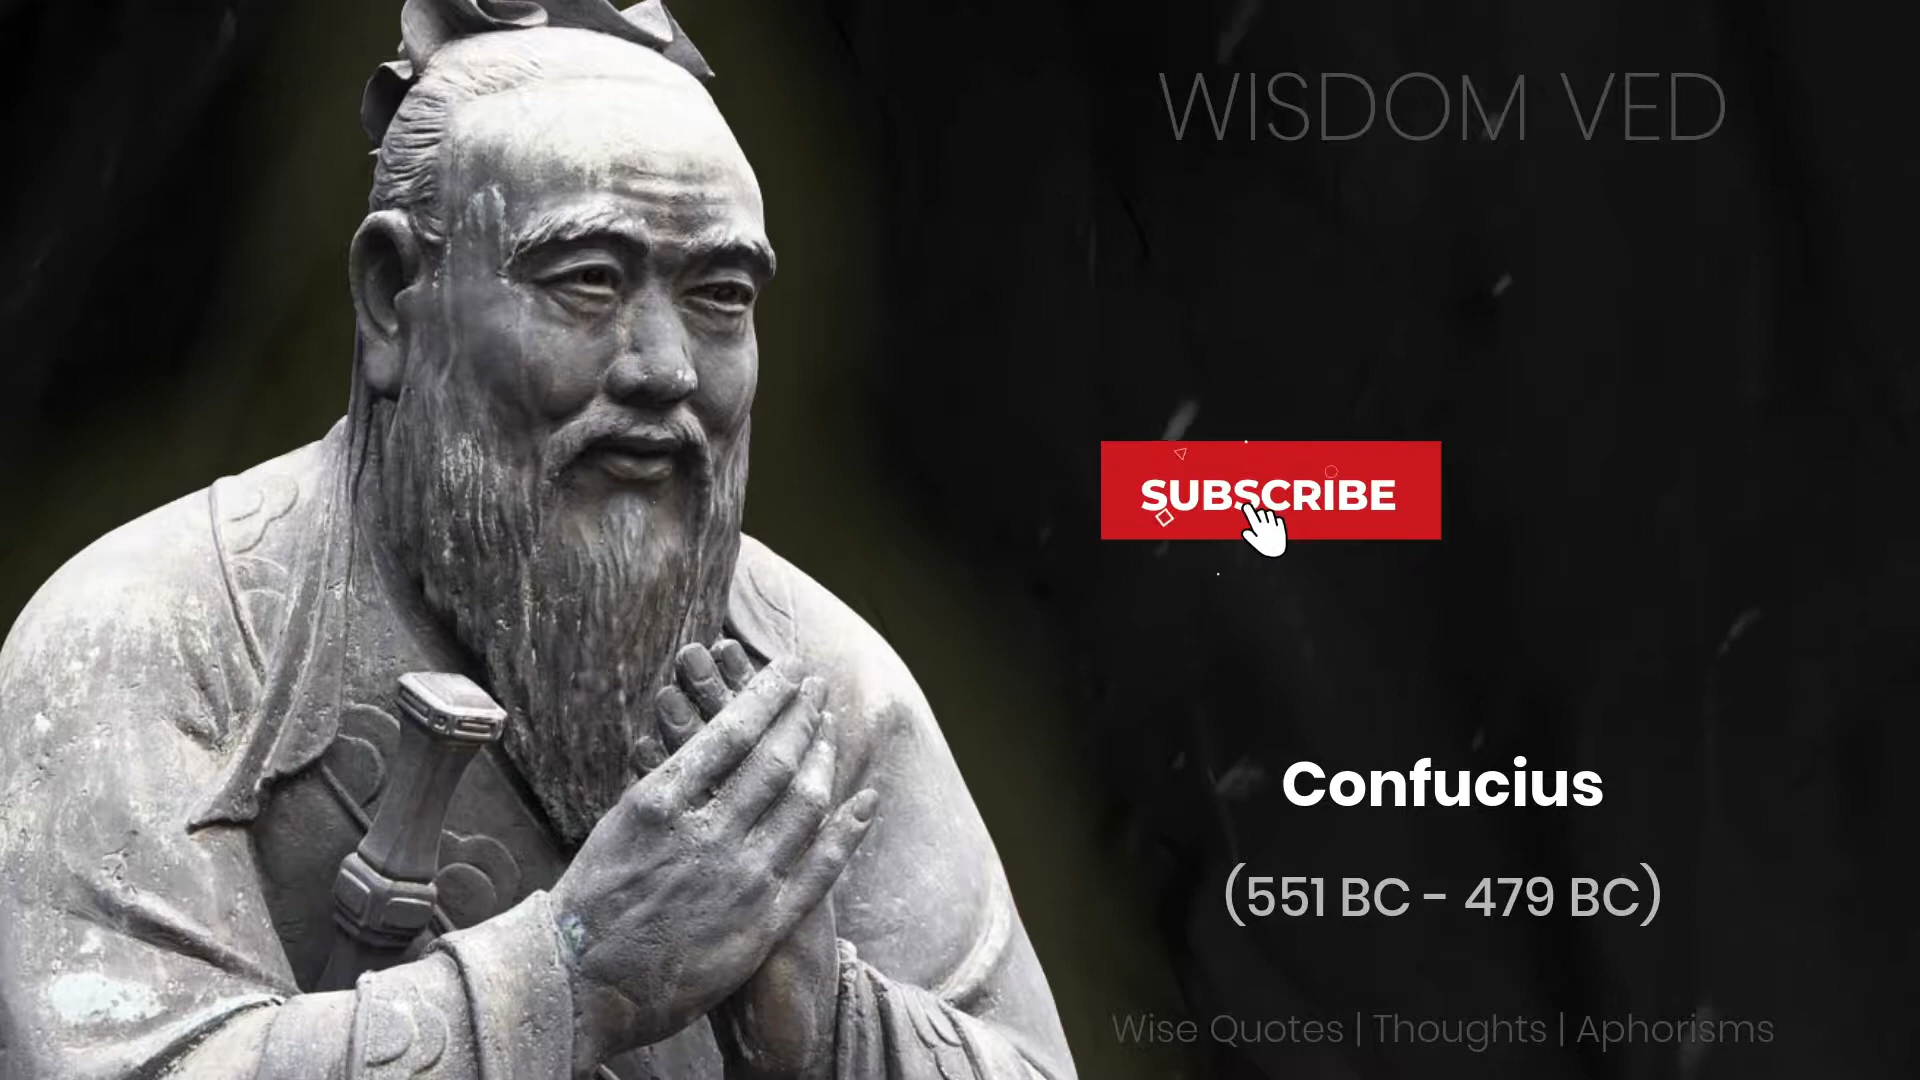 WISDOM VED
SUBSCRIBE
Confucius
(551 BC - 479 BC)
Wise Quotes | Thoughts | Aphorisms